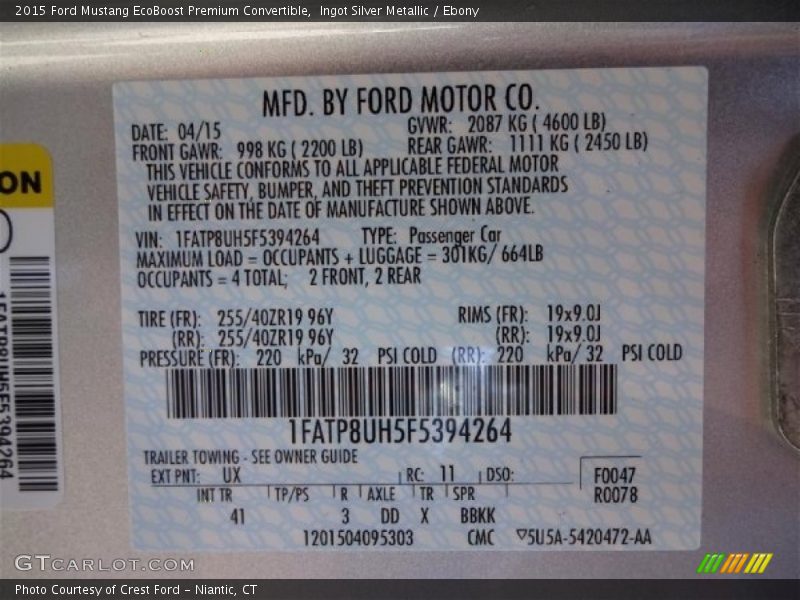 2015 Ford Mustang EcoBoost Premium Convertible, Ingot Silver Metallic / Ebony
MFD. BY FORD MOTOR CO.
DATE: 04/15 GVWR: 2087 KG ( 4600 LB)
FRONT GAWR: 998 KG ( 2200 LB) REAR GAWR: 1111 KG ( 2450 LB)
THIS VEHICLE CONFORMS TO ALL APPLICABLE FEDERAL MOTOR
VEHICLE SAFETY, BUMPER, AND THEFT PREVENTION STANDARDS
IN EFFECT ON THE DATE OF MANUFACTURE SHOWN ABOVE.
VIN: 1FATP8UH5F5394264 TYPE: Passenger Car
MAXIMUM LOAD = OCCUPANTS + LUGGAGE = 301KG/ 664LB
OCCUPANTS = 4 TOTAL; 2 FRONT, 2 REAR
TIRE (FR): 255/40ZR19 96Y RIMS (FR): 19x9.0J
(RR): 255/40ZR19 96Y (RR): 19x9.0J
PRESSURE (FR): 220 kPa/ 32 PSI COLD (RR): 220 kPa/ 32 PSI COLD
1FATP8UH5F5394264
TRAILER TOWING - SEE OWNER GUIDE
EXT PNT: UX RC: 11 DSO: F0047
INT TR TP/PS R AXLE TR SPR R0078
41 3 DD X BBKK
1201504095303 CMC ▽5U5A-5420472-AA
ON
1FATP8UH5F5394264
GTCARLOT.COM
Photo Courtesy of Crest Ford - Niantic, CT